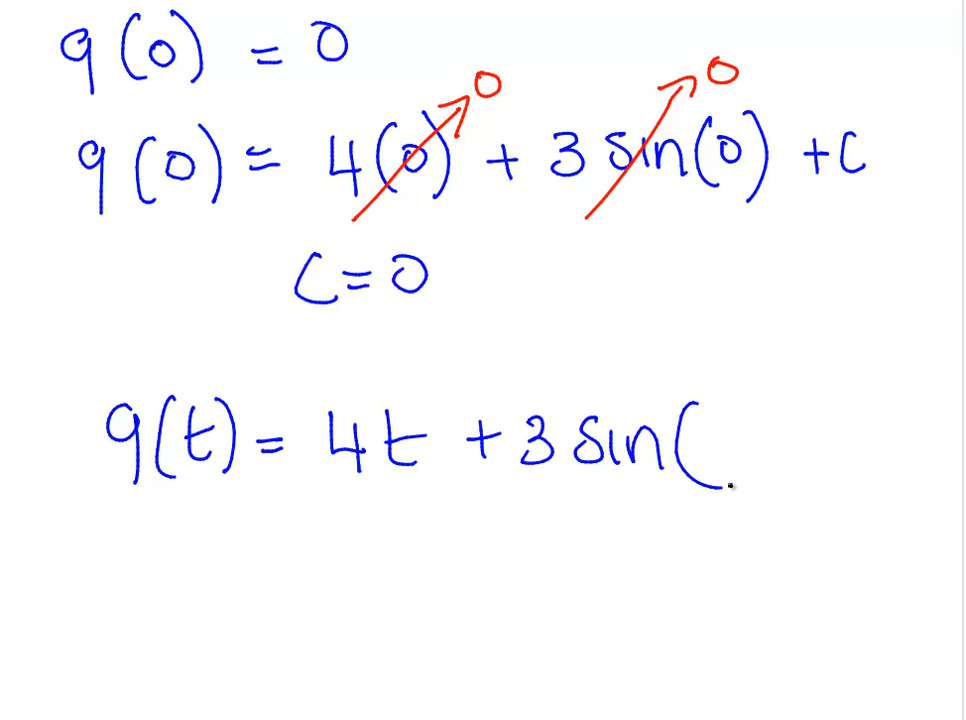 q(0) = 0
0 0
q(0) = 4(0) + 3 sin(0) + C
C = 0
q(t) = 4t + 3 sin(